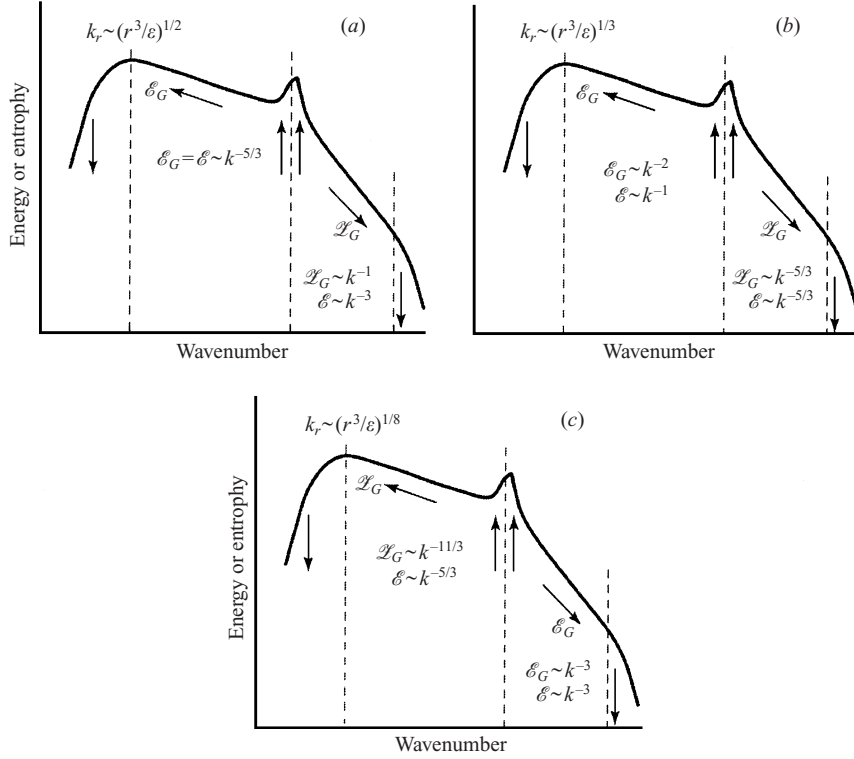 (a)
k_r ~ (r^3/ε)^{1/2}
ℰ_G
ℰ_G = ℰ ~ k^{−5/3}
𝒵_G
𝒵_G ~ k^{−1}
ℰ ~ k^{−3}
Energy or entrophy
Wavenumber
(b)
k_r ~ (r^3/ε)^{1/3}
ℰ_G
ℰ_G ~ k^{−2}
ℰ ~ k^{−1}
𝒵_G
𝒵_G ~ k^{−5/3}
ℰ ~ k^{−5/3}
Wavenumber
(c)
k_r ~ (r^3/ε)^{1/8}
𝒵_G
𝒵_G ~ k^{−11/3}
ℰ ~ k^{−5/3}
ℰ_G
ℰ_G ~ k^{−3}
ℰ ~ k^{−3}
Energy or entrophy
Wavenumber